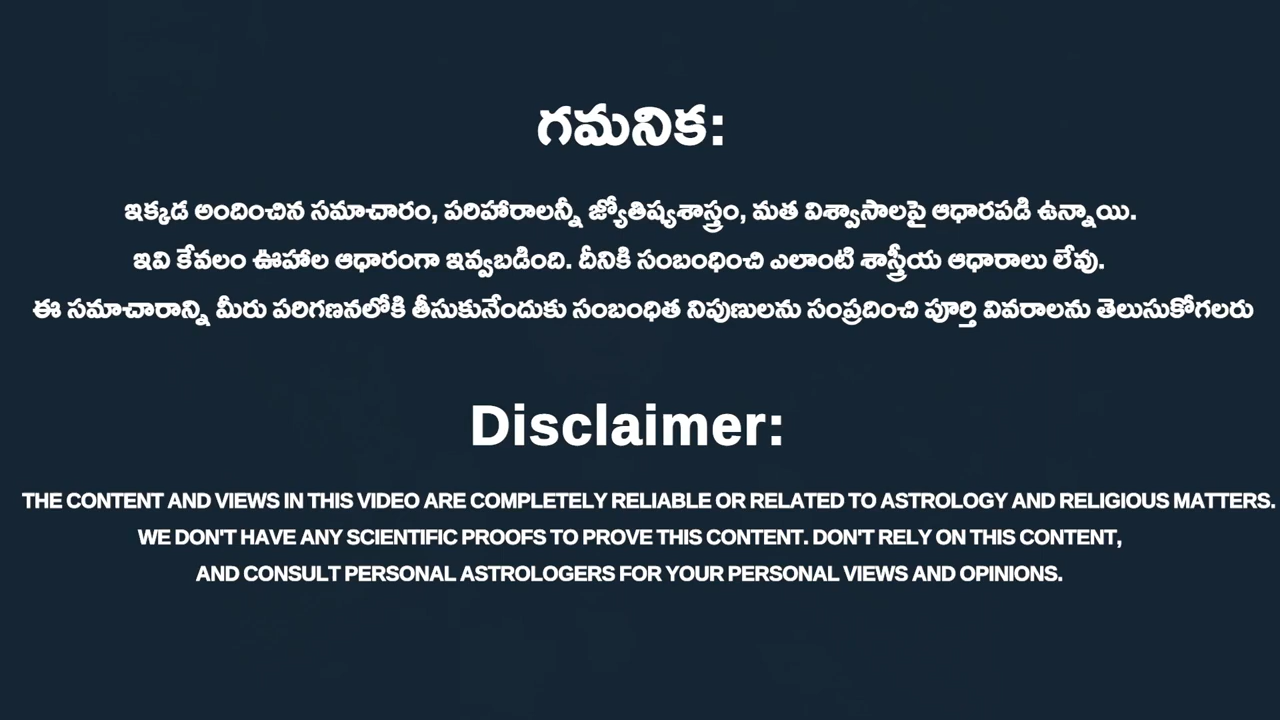 గమనిక:
ఇక్కడ అందించిన సమాచారం, పరిహారాలన్నీ జ్యోతిష్యశాస్త్రం, మత విశ్వాసాలపై ఆధారపడి ఉన్నాయి.
ఇవి కేవలం ఊహాల ఆధారంగా ఇవ్వబడింది. దీనికి సంబంధించి ఎలాంటి శాస్త్రీయ ఆధారాలు లేవు.
ఈ సమాచారాన్ని మీరు పరిగణనలోకి తీసుకునేందుకు సంబంధిత నిపుణులను సంప్రదించి పూర్తి వివరాలను తెలుసుకోగలరు
Disclaimer:
THE CONTENT AND VIEWS IN THIS VIDEO ARE COMPLETELY RELIABLE OR RELATED TO ASTROLOGY AND RELIGIOUS MATTERS.
WE DON'T HAVE ANY SCIENTIFIC PROOFS TO PROVE THIS CONTENT. DON'T RELY ON THIS CONTENT,
AND CONSULT PERSONAL ASTROLOGERS FOR YOUR PERSONAL VIEWS AND OPINIONS.